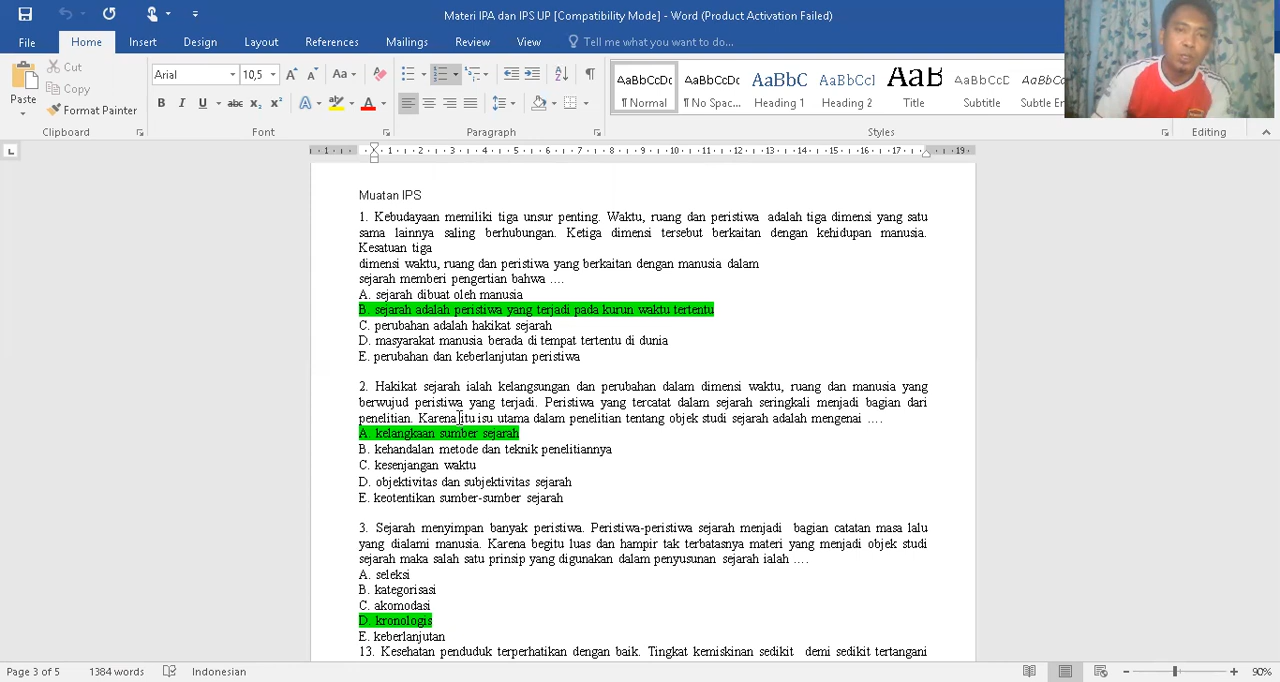 Materi IPA dan IPS UP [Compatibility Mode] - Word (Product Activation Failed)
File Home Insert Design Layout References Mailings Review View Tell me what you want to do...
Paste
Cut
Copy
Format Painter
Arial 10,5
Clipboard Font Paragraph Styles Editing
AaBbCcDc AaBbCcDc AaBbC AaBbCcI AaB AaBbCcD AaBbCcD
¶ Normal ¶ No Spac... Heading 1 Heading 2 Title Subtitle Subtle Em
Muatan IPS
1. Kebudayaan memiliki tiga unsur penting. Waktu, ruang dan peristiwa adalah tiga dimensi yang satu
sama lainnya saling berhubungan. Ketiga dimensi tersebut berkaitan dengan kehidupan manusia.
Kesatuan tiga
dimensi waktu, ruang dan peristiwa yang berkaitan dengan manusia dalam
sejarah memberi pengertian bahwa ....
A. sejarah dibuat oleh manusia
B. sejarah adalah peristiwa yang terjadi pada kurun waktu tertentu
C. perubahan adalah hakikat sejarah
D. masyarakat manusia berada di tempat tertentu di dunia
E. perubahan dan keberlanjutan peristiwa
2. Hakikat sejarah ialah kelangsungan dan perubahan dalam dimensi waktu, ruang dan manusia yang
berwujud peristiwa yang terjadi. Peristiwa yang tercatat dalam sejarah seringkali menjadi bagian dari
penelitian. Karena itu isu utama dalam penelitian tentang objek studi sejarah adalah mengenai ....
A. kelangkaan sumber sejarah
B. kehandalan metode dan teknik penelitiannya
C. kesenjangan waktu
D. objektivitas dan subjektivitas sejarah
E. keotentikan sumber-sumber sejarah
3. Sejarah menyimpan banyak peristiwa. Peristiwa-peristiwa sejarah menjadi bagian catatan masa lalu
yang dialami manusia. Karena begitu luas dan hampir tak terbatasnya materi yang menjadi objek studi
sejarah maka salah satu prinsip yang digunakan dalam penyusunan sejarah ialah ....
A. seleksi
B. kategorisasi
C. akomodasi
D. kronologis
E. keberlanjutan
13. Kesehatan penduduk terperhatikan dengan baik. Tingkat kemiskinan sedikit demi sedikit tertangani
Page 3 of 5 1384 words Indonesian 90%